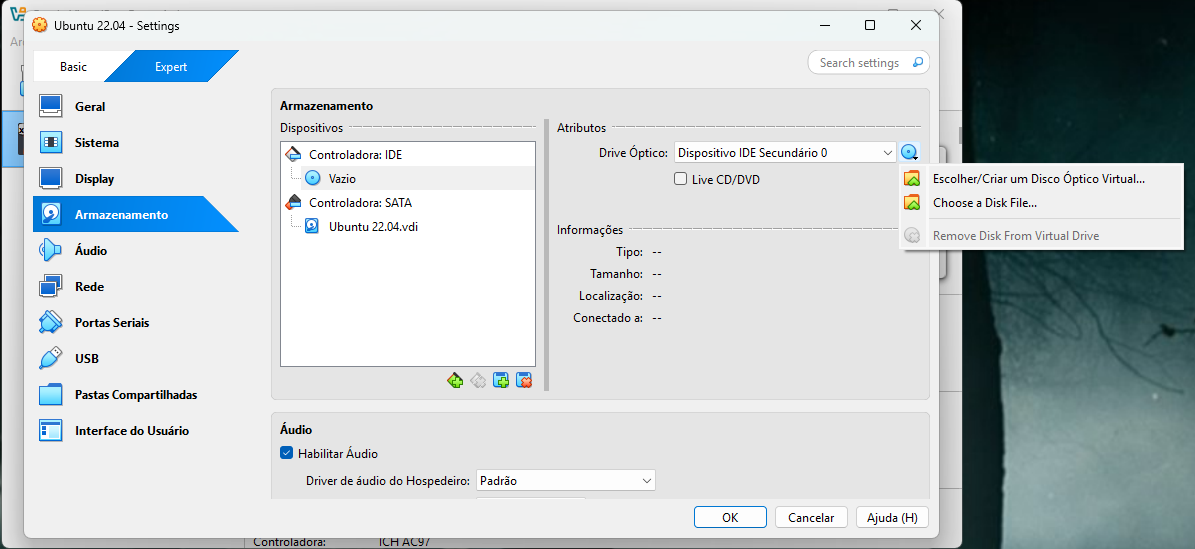 Ubuntu 22.04 - Settings
Basic
Expert
Search settings
Geral
Sistema
Display
Armazenamento
Áudio
Rede
Portas Seriais
USB
Pastas Compartilhadas
Interface do Usuário
Armazenamento
Dispositivos
Controladora: IDE
Vazio
Controladora: SATA
Ubuntu 22.04.vdi
Atributos
Drive Óptico: Dispositivo IDE Secundário 0
Live CD/DVD
Informações
Tipo: --
Tamanho: --
Localização: --
Conectado a: --
Escolher/Criar um Disco Óptico Virtual...
Choose a Disk File...
Remove Disk From Virtual Drive
Áudio
Habilitar Áudio
Driver de áudio do Hospedeiro: Padrão
OK
Cancelar
Ajuda (H)
Controladora: ICH AC97